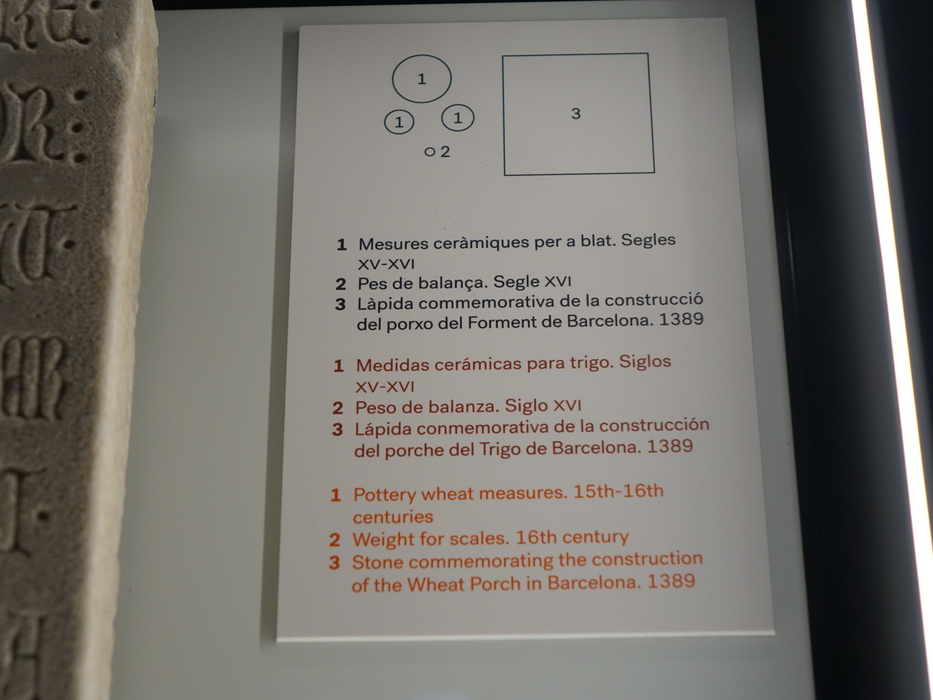 1
3
1
1
2
1 Mesures ceràmiques per a blat. Segles
XV-XVI
2 Pes de balança. Segle XVI
3 Làpida commemorativa de la construcció
del porxo del Forment de Barcelona. 1389
1 Medidas cerámicas para trigo. Siglos
XV-XVI
2 Peso de balanza. Siglo XVI
3 Lápida conmemorativa de la construcción
del porche del Trigo de Barcelona. 1389
1 Pottery wheat measures. 15th-16th
centuries
2 Weight for scales. 16th century
3 Stone commemorating the construction
of the Wheat Porch in Barcelona. 1389